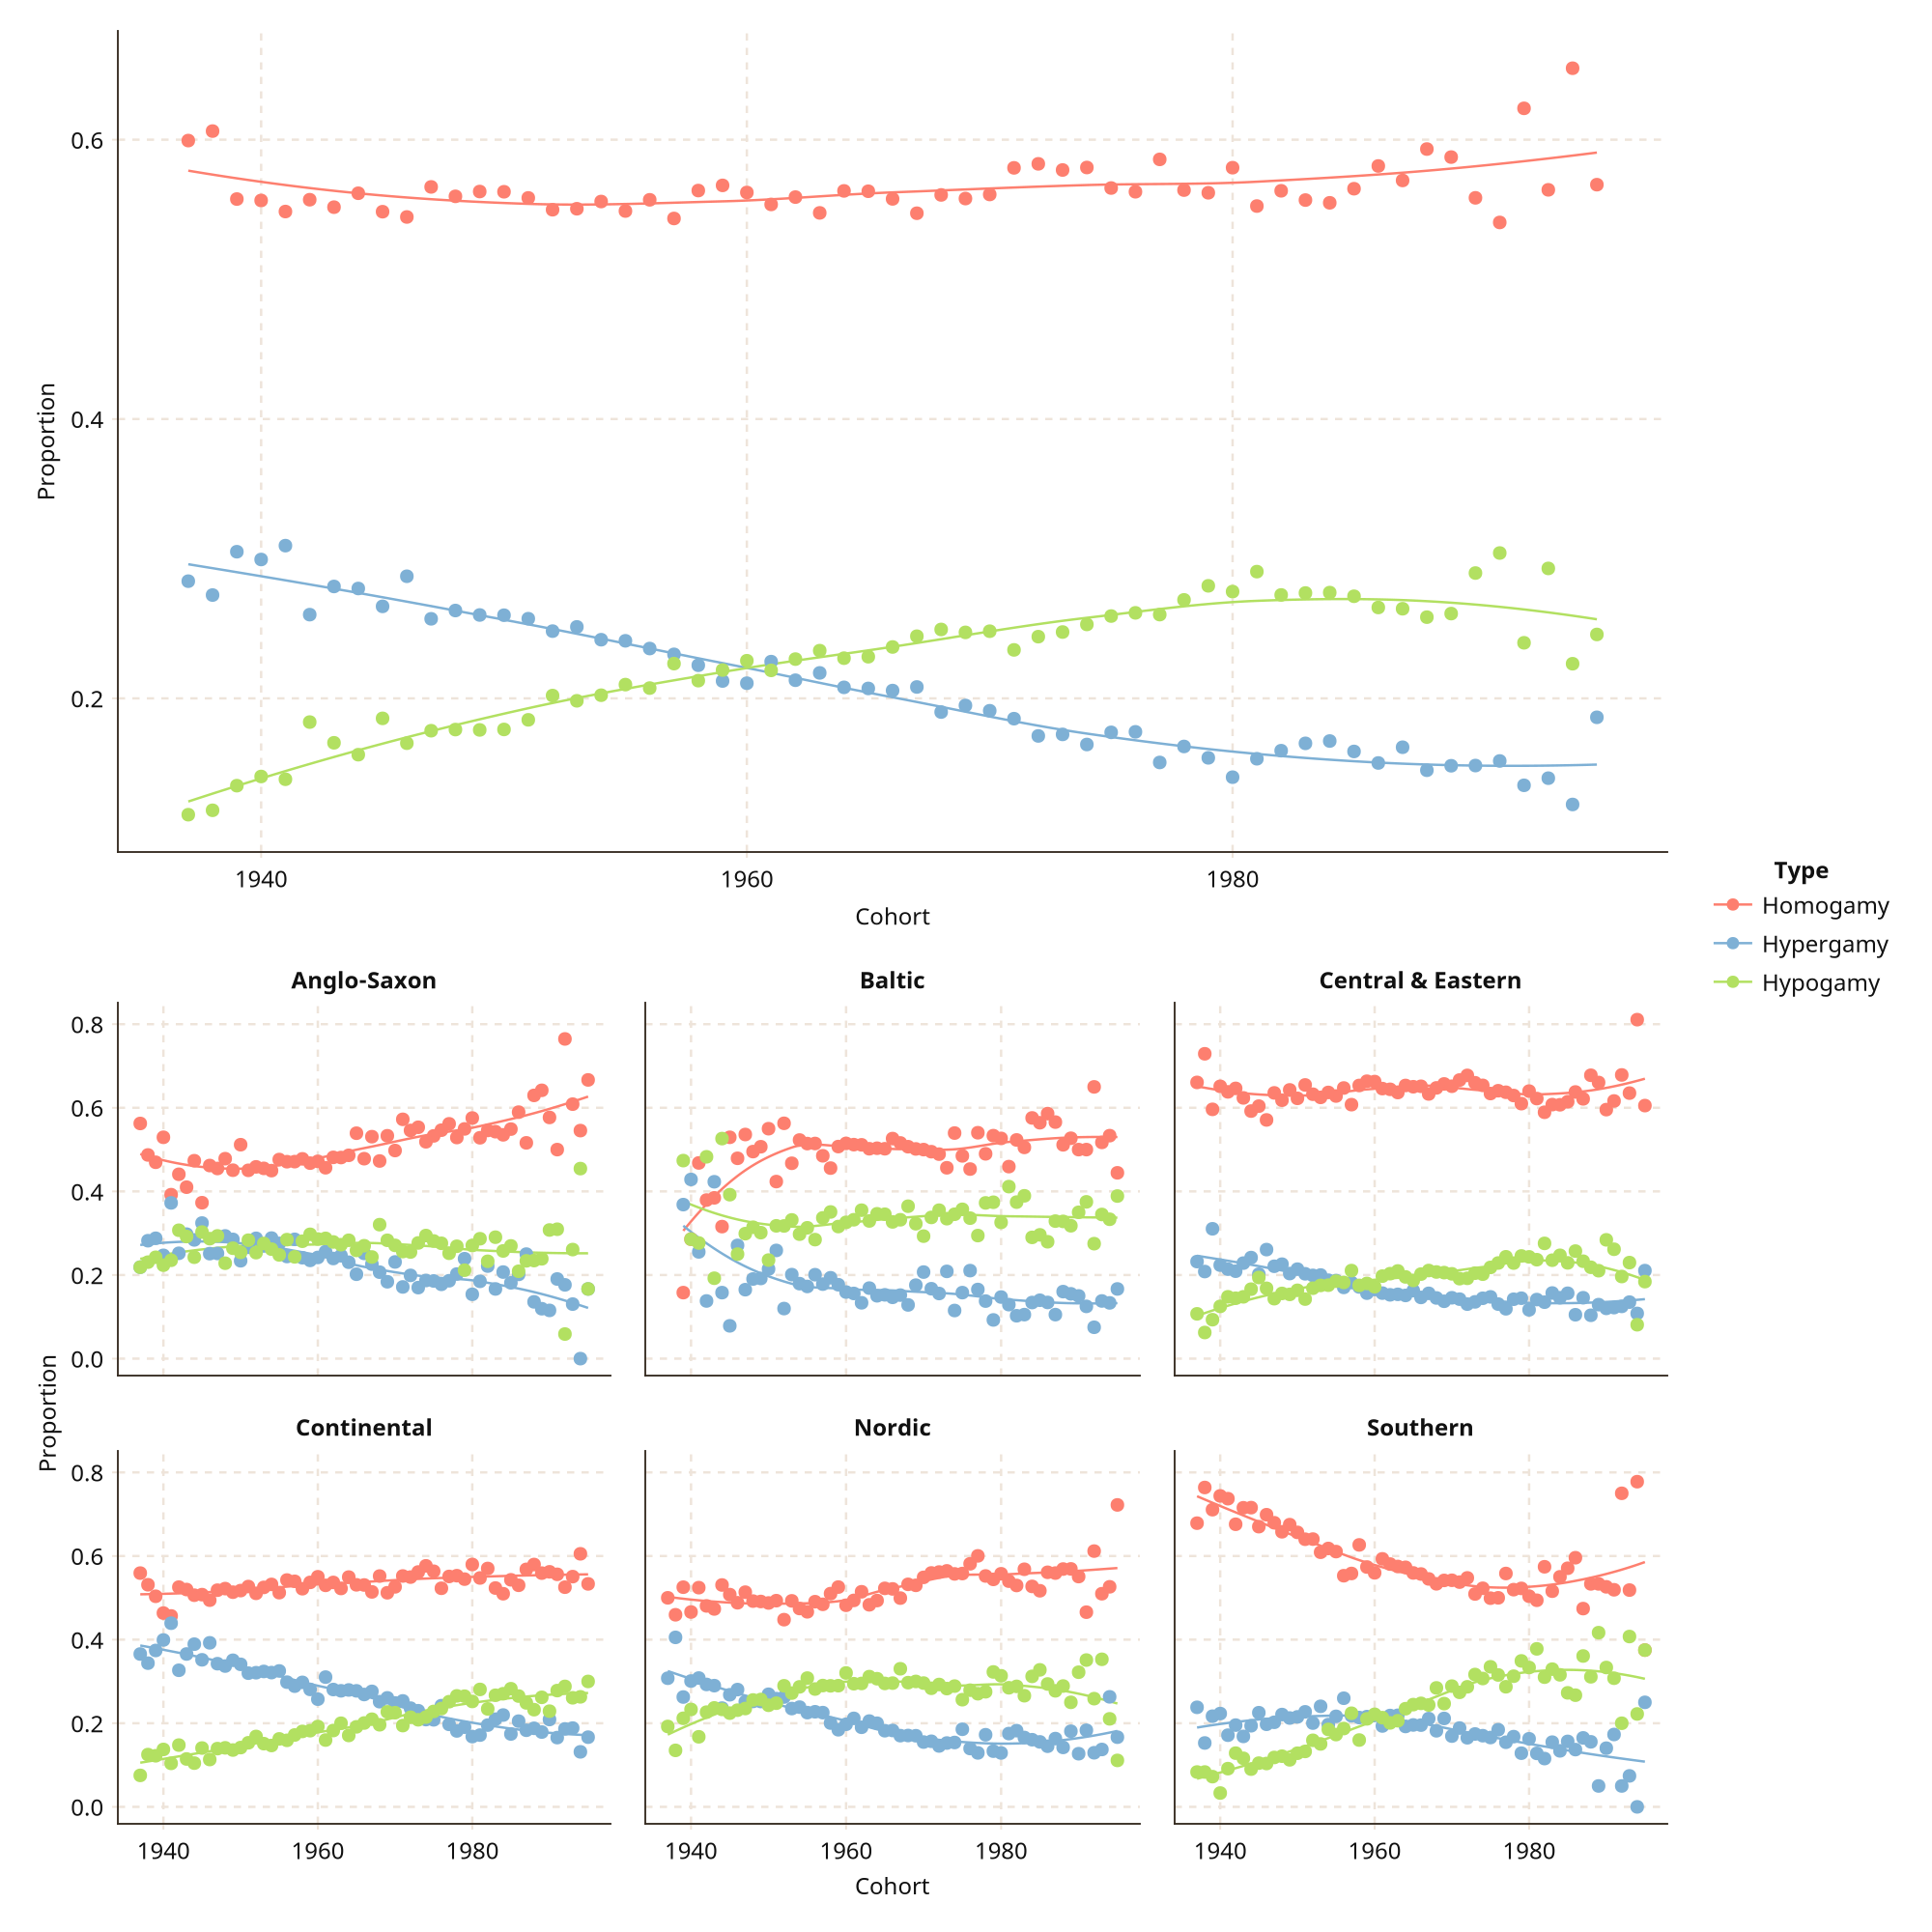 0.6
0.4
0.2
Proportion
1940 1960 1980
Cohort
Type
Homogamy
Hypergamy
Hypogamy
Anglo-Saxon Baltic Central & Eastern
0.8
0.6
0.4
0.2
0.0
Proportion
Continental Nordic Southern
0.8
0.6
0.4
0.2
0.0
1940 1960 1980 1940 1960 1980 1940 1960 1980
Cohort